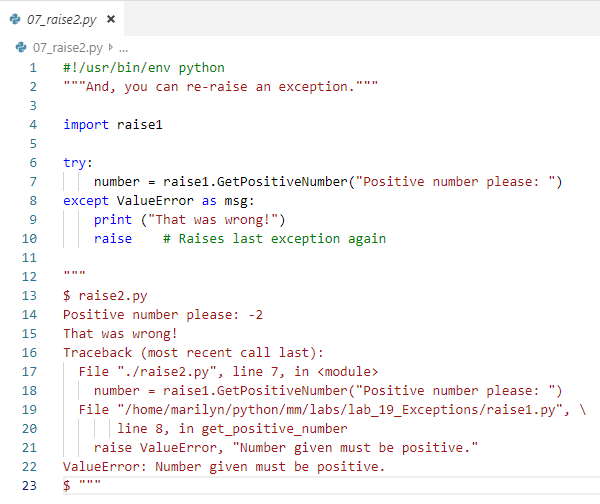 07_raise2.py ×
07_raise2.py ▷ ...
1 #!/usr/bin/env python
2 """And, you can re-raise an exception."""
3
4 import raise1
5
6 try:
7     number = raise1.GetPositiveNumber("Positive number please: ")
8 except ValueError as msg:
9     print ("That was wrong!")
10     raise    # Raises last exception again
11
12 """
13 $ raise2.py
14 Positive number please: -2
15 That was wrong!
16 Traceback (most recent call last):
17   File "./raise2.py", line 7, in <module>
18     number = raise1.GetPositiveNumber("Positive number please: ")
19   File "/home/marilyn/python/mm/labs/lab_19_Exceptions/raise1.py", \
20        line 8, in get_positive_number
21     raise ValueError, "Number given must be positive."
22 ValueError: Number given must be positive.
23 $ """